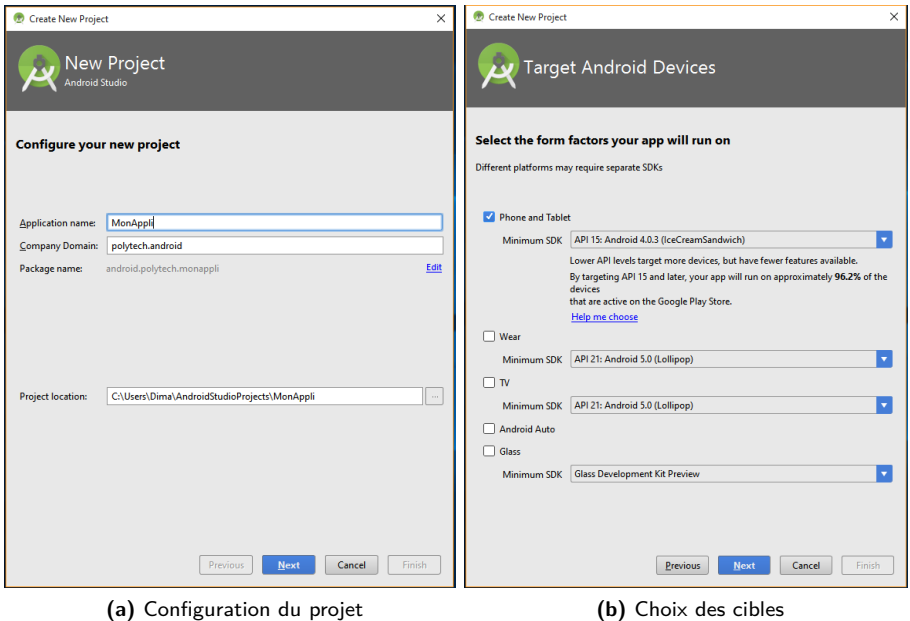 Create New Project
New Project
Android Studio
Configure your new project
Application name: MonAppli
Company Domain: polytech.android
Package name: android.polytech.monappli Edit
Project location: C:\Users\Dima\AndroidStudioProjects\MonAppli ...
Previous Next Cancel Finish
(a) Configuration du projet
Create New Project
Target Android Devices
Select the form factors your app will run on
Different platforms may require separate SDKs
Phone and Tablet
Minimum SDK API 15: Android 4.0.3 (IceCreamSandwich)
Lower API levels target more devices, but have fewer features available.
By targeting API 15 and later, your app will run on approximately 96.2% of the
devices
that are active on the Google Play Store.
Help me choose
Wear
Minimum SDK API 21: Android 5.0 (Lollipop)
TV
Minimum SDK API 21: Android 5.0 (Lollipop)
Android Auto
Glass
Minimum SDK Glass Development Kit Preview
Previous Next Cancel Finish
(b) Choix des cibles